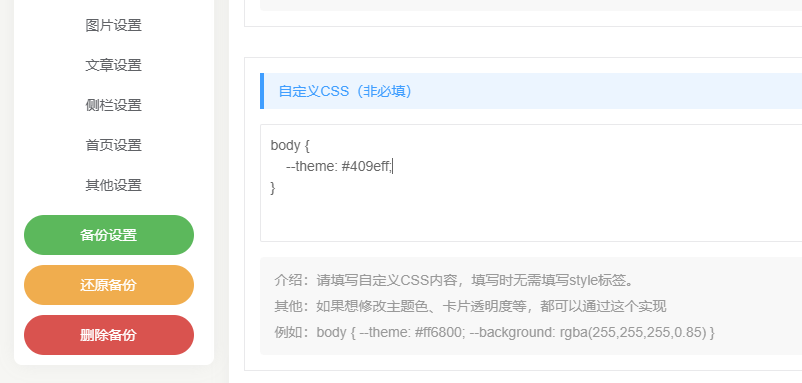 图片设置
文章设置
侧栏设置
首页设置
其他设置
备份设置
还原备份
删除备份
自定义CSS（非必填）
body {
    --theme: #409eff;
}
介绍：请填写自定义CSS内容，填写时无需填写style标签。
其他：如果想修改主题色、卡片透明度等，都可以通过这个实现
例如：body { --theme: #ff6800; --background: rgba(255,255,255,0.85) }